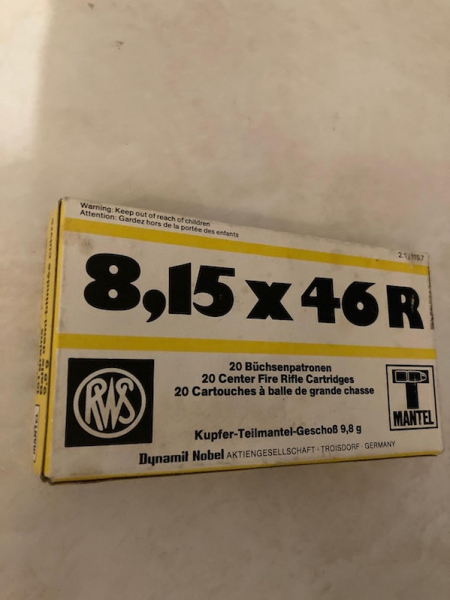 Warning: Keep out of reach of children
Attention: Gardez hors de la portée des enfants
8,15 x 46 R
20 Büchsenpatronen
20 Center Fire Rifle Cartridges
20 Cartouches à balle de grande chasse
RWS
T
MANTEL
Kupfer-Teilmantel-Geschoß 9,8 g
Dynamit Nobel AKTIENGESELLSCHAFT · TROISDORF · GERMANY
MANTEL